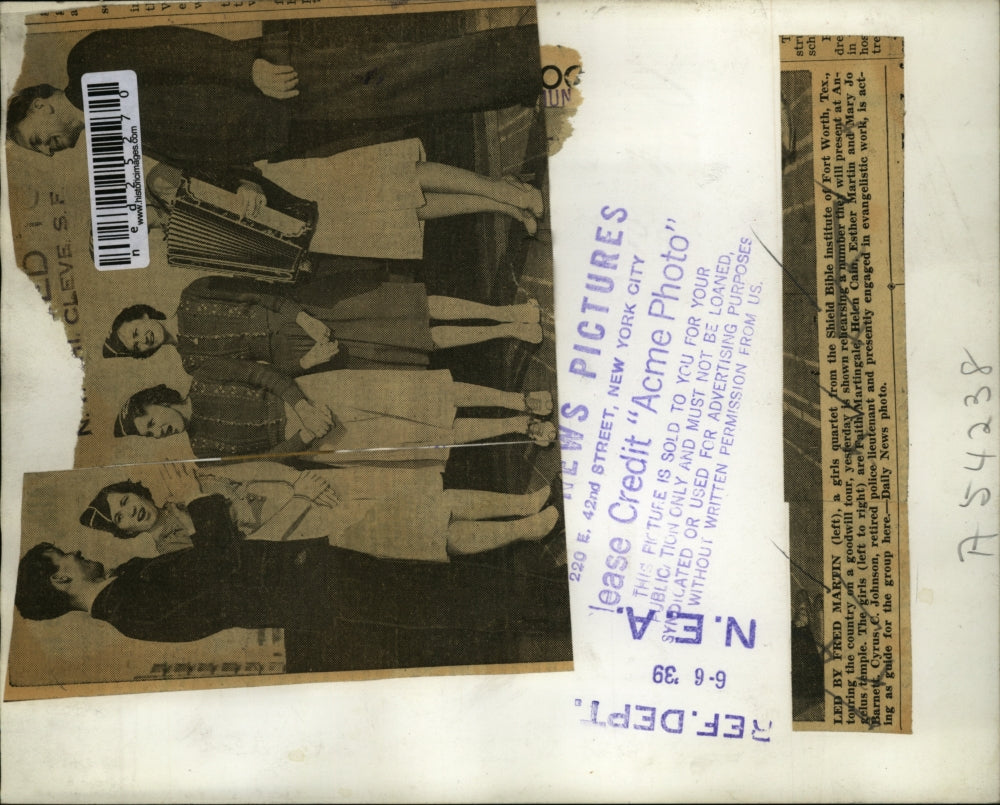 LED BY FRED MARTIN (left), a girls quartet from the Shield Bible institute of Fort Worth, Tex.,
touring the country on a goodwill tour, yesterday is shown rehearsing a number they will present at An-
gelus temple. The girls (left to right) are Faith Martingale, Helen Cain, Esther Martin and Mary Jo
Barnett. Cyrus C. Johnson, retired police lieutenant and presently engaged in evangelistic work, is act-
ing as guide for the group here.—Daily News photo.
NEWS PICTURES
220 E. 42nd STREET, NEW YORK CITY
lease Credit "Acme Photo"
THIS PICTURE IS SOLD TO YOU FOR YOUR
UBLICATION ONLY AND MUST NOT BE LOANED,
SYNDICATED OR USED FOR ADVERTISING PURPOSES
WITHOUT WRITTEN PERMISSION FROM US.
N.E.A.
6-6 '39
REF. DEPT.
A 54238
ned25270
www.historicimages.com
CLEVE. S.F.